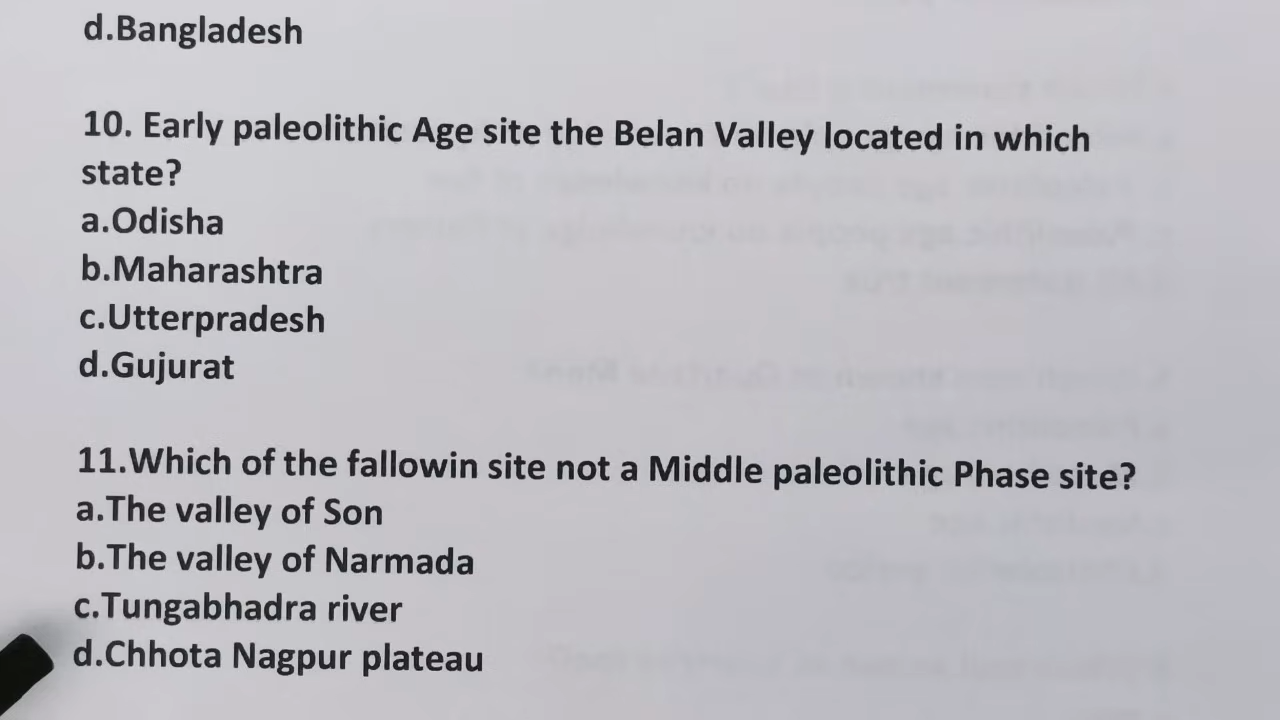 d.Bangladesh
10. Early paleolithic Age site the Belan Valley located in which
state?
a.Odisha
b.Maharashtra
c.Utterpradesh
d.Gujurat
11.Which of the fallowin site not a Middle paleolithic Phase site?
a.The valley of Son
b.The valley of Narmada
c.Tungabhadra river
d.Chhota Nagpur plateau